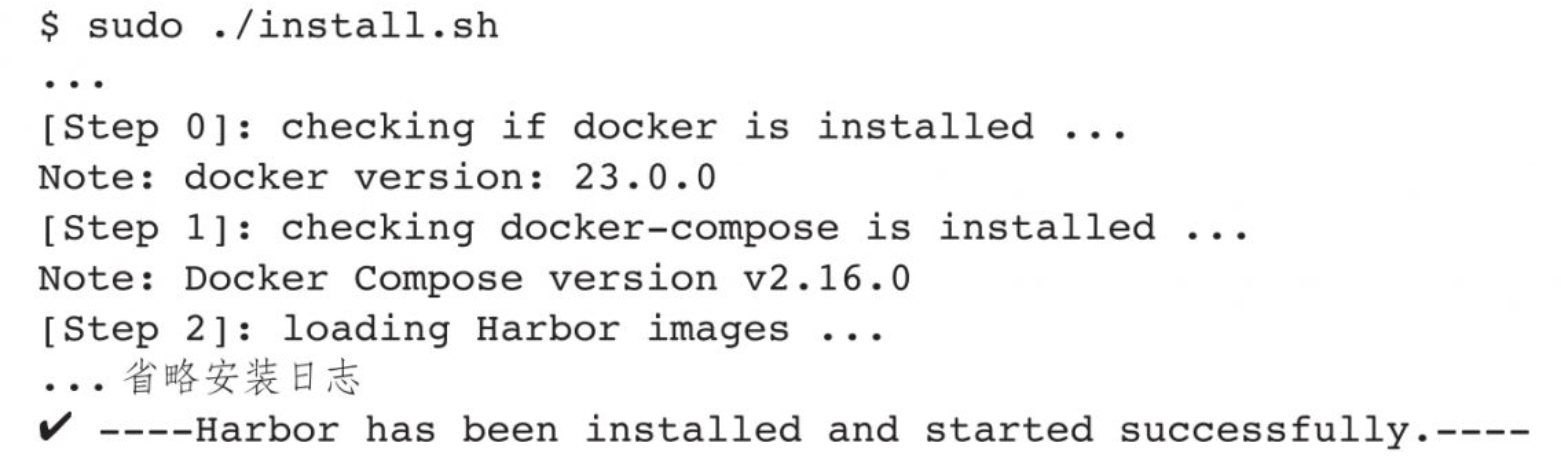 $ sudo ./install.sh
...
[Step 0]: checking if docker is installed ...
Note: docker version: 23.0.0
[Step 1]: checking docker-compose is installed ...
Note: Docker Compose version v2.16.0
[Step 2]: loading Harbor images ...
... 省略安装日志
✔ ----Harbor has been installed and started successfully.----